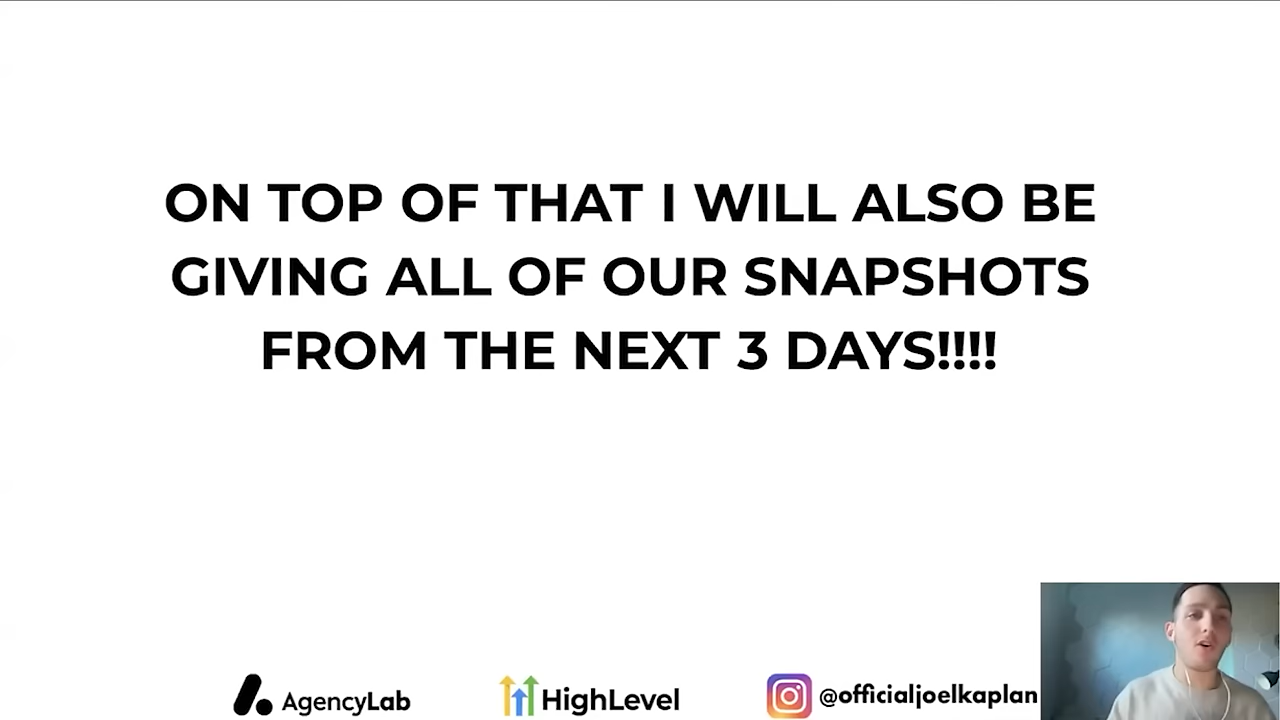 ON TOP OF THAT I WILL ALSO BE
GIVING ALL OF OUR SNAPSHOTS
FROM THE NEXT 3 DAYS!!!!
AgencyLab
HighLevel
@officialjoelkaplan